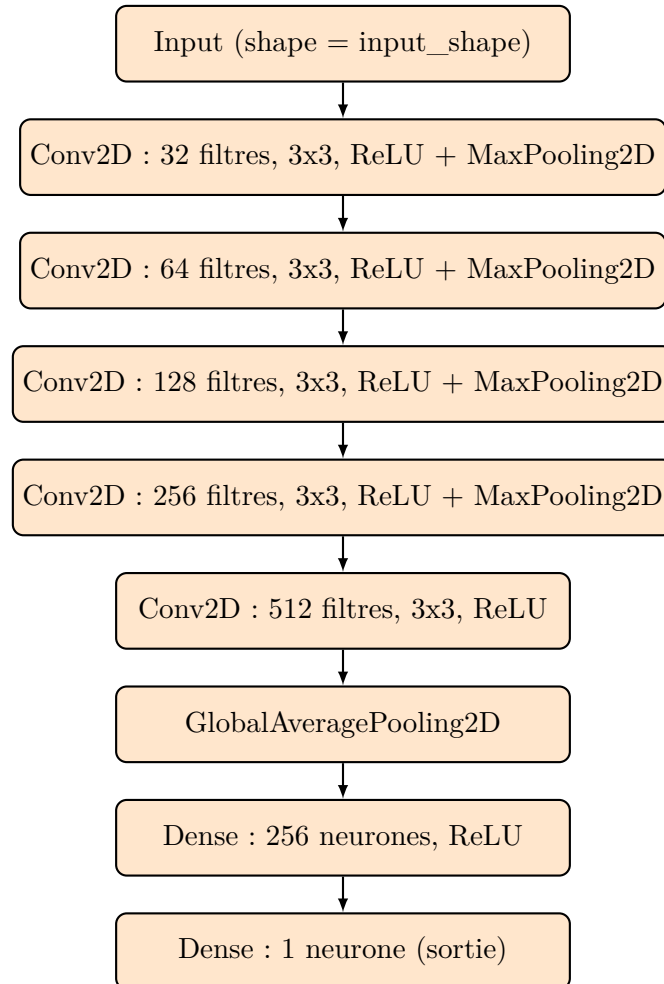 Input (shape = input_shape)
Conv2D : 32 filtres, 3x3, ReLU + MaxPooling2D
Conv2D : 64 filtres, 3x3, ReLU + MaxPooling2D
Conv2D : 128 filtres, 3x3, ReLU + MaxPooling2D
Conv2D : 256 filtres, 3x3, ReLU + MaxPooling2D
Conv2D : 512 filtres, 3x3, ReLU
GlobalAveragePooling2D
Dense : 256 neurones, ReLU
Dense : 1 neurone (sortie)